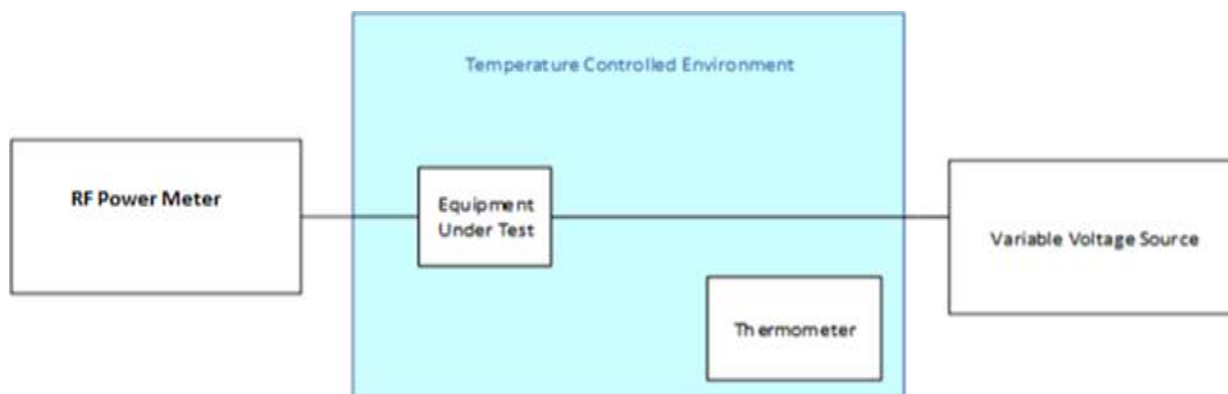 Temperature Controlled Environment
RF Power Meter
Equipment
Under Test
Variable Voltage Source
Thermometer